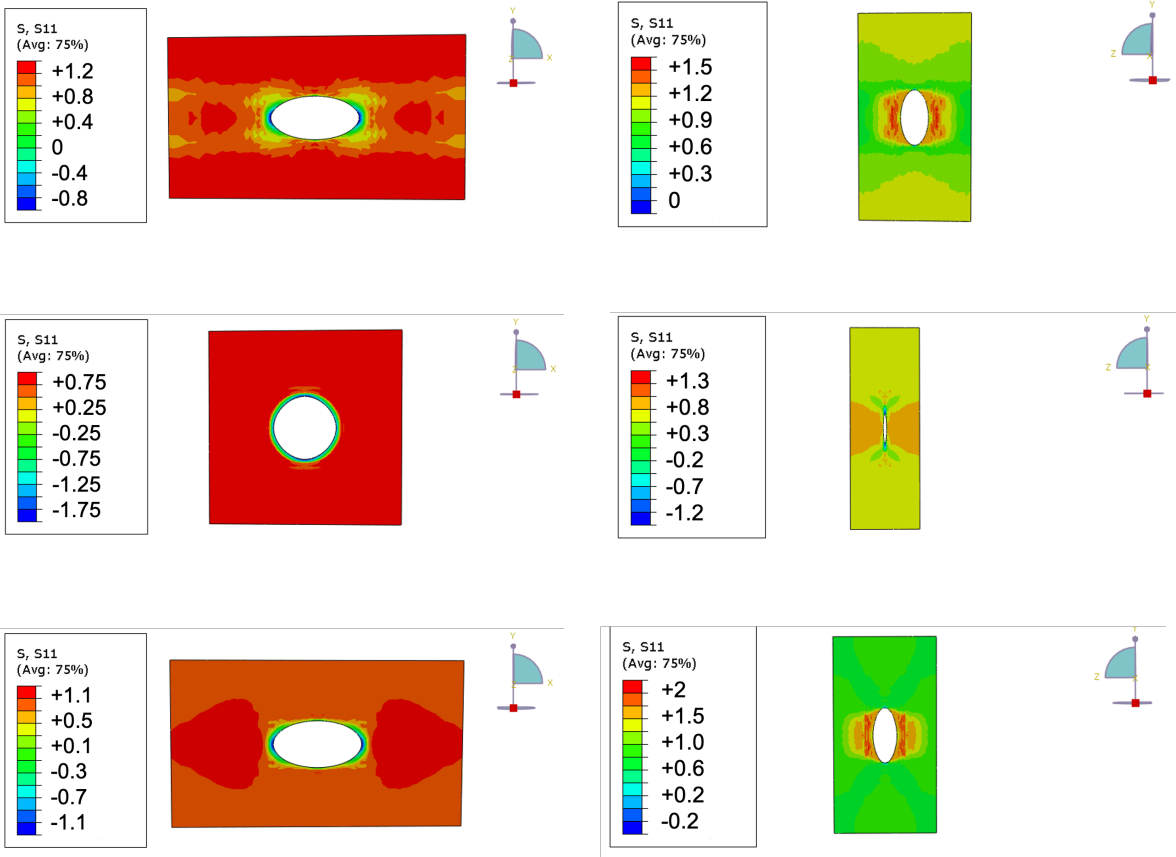 S, S11
(Avg: 75%)
+1.2
+0.8
+0.4
0
-0.4
-0.8
Y
X
Z
S, S11
(Avg: 75%)
+1.5
+1.2
+0.9
+0.6
+0.3
0
Y
Z
S, S11
(Avg: 75%)
+0.75
+0.25
-0.25
-0.75
-1.25
-1.75
Y
X
Z
S, S11
(Avg: 75%)
+1.3
+0.8
+0.3
-0.2
-0.7
-1.2
Y
Z
S, S11
(Avg: 75%)
+1.1
+0.5
+0.1
-0.3
-0.7
-1.1
Y
X
Z
S, S11
(Avg: 75%)
+2
+1.5
+1.0
+0.6
+0.2
-0.2
Y
Z